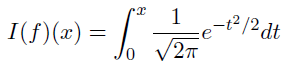 I(f)(x) = ∫₀ˣ 1/√(2π) e^{-t²/2} dt